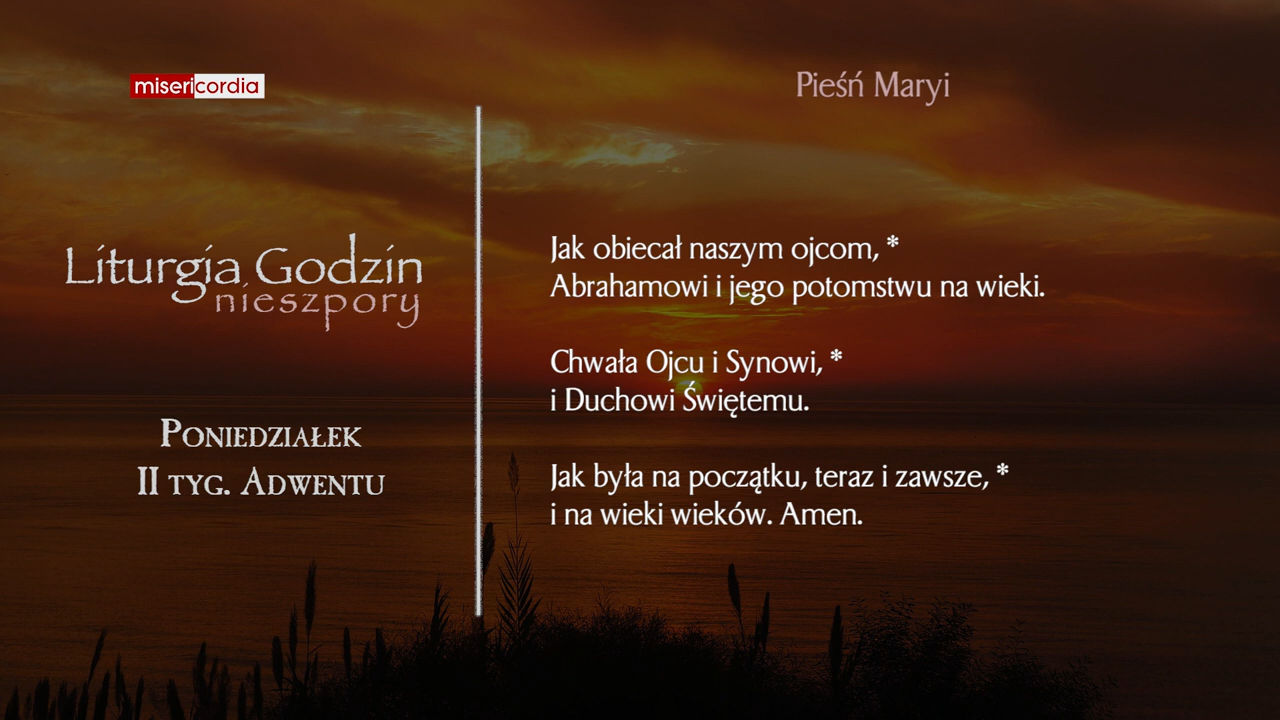 misericordia
Pieśń Maryi
Liturgia Godzin
nieszpory
Poniedziałek
II tyg. Adwentu
Jak obiecał naszym ojcom, *
Abrahamowi i jego potomstwu na wieki.
Chwała Ojcu i Synowi, *
i Duchowi Świętemu.
Jak była na początku, teraz i zawsze, *
i na wieki wieków. Amen.